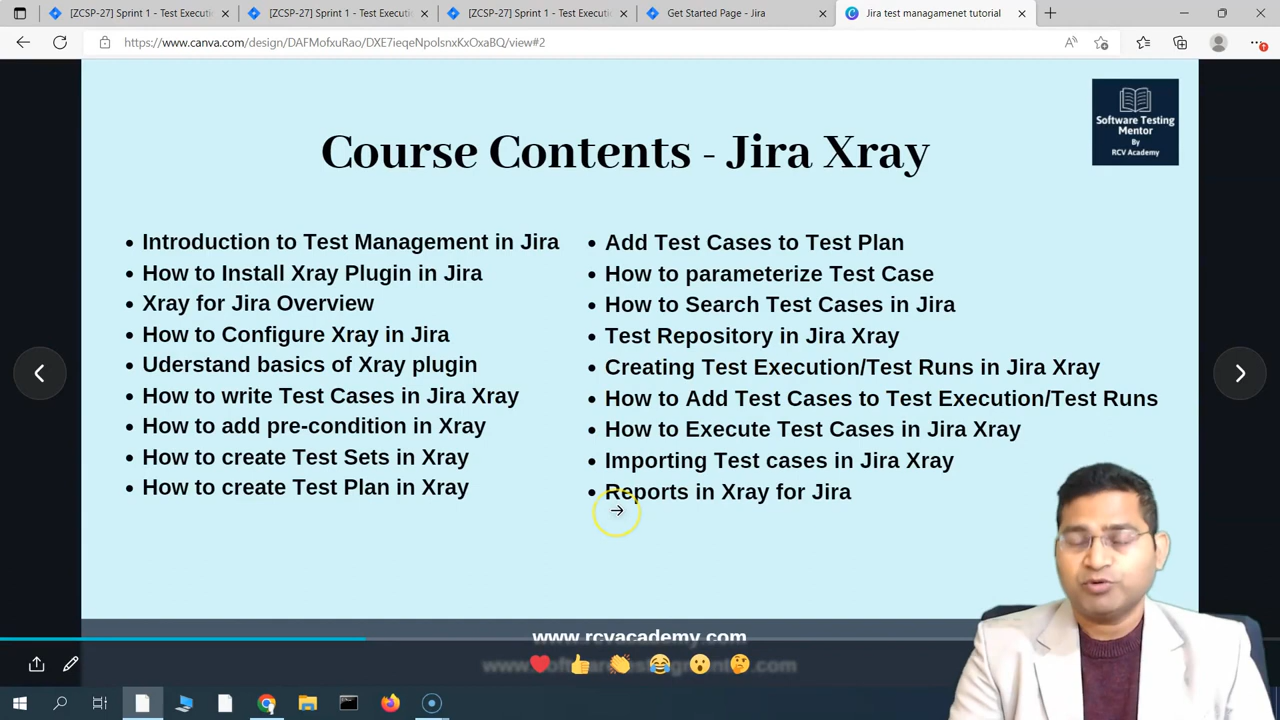 [ZCSP-27] Sprint 1 - Test Executi
[ZCSP-27] Sprint 1 - Test Executi
[ZCSP-27] Sprint 1 - Test Executi
Get Started Page - Jira
Jira test managamenet tutorial
https://www.canva.com/design/DAFMofxuRao/DXE7ieqeNpolsnxKxOxaBQ/view#2
Software Testing
Mentor
By
RCV Academy
Course Contents - Jira Xray
Introduction to Test Management in Jira
How to Install Xray Plugin in Jira
Xray for Jira Overview
How to Configure Xray in Jira
Uderstand basics of Xray plugin
How to write Test Cases in Jira Xray
How to add pre-condition in Xray
How to create Test Sets in Xray
How to create Test Plan in Xray
Add Test Cases to Test Plan
How to parameterize Test Case
How to Search Test Cases in Jira
Test Repository in Jira Xray
Creating Test Execution/Test Runs in Jira Xray
How to Add Test Cases to Test Execution/Test Runs
How to Execute Test Cases in Jira Xray
Importing Test cases in Jira Xray
Reports in Xray for Jira
www.rcvacademy.com